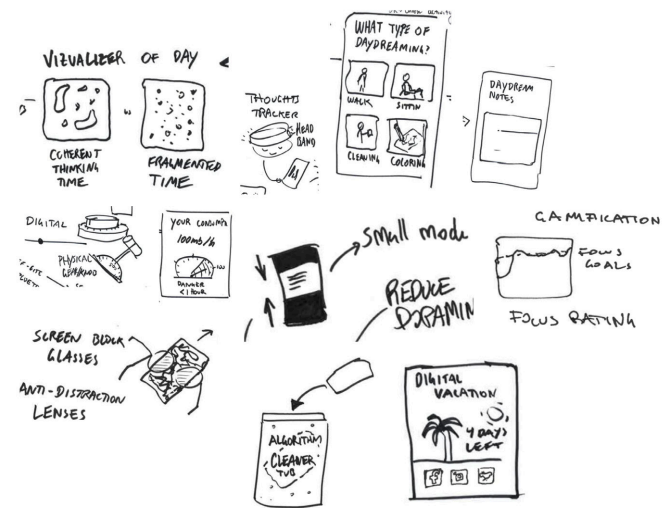 VIZUALIZER OF DAY
COHERENT
THINKING
TIME
FRAGMENTED
TIME
THOUGHTS
TRACKER
HEAD
BAND
WHAT TYPE OF
DAYDREAMING?
WALK
SITTIN
CLEANING
COLORING
DAYDREAM
NOTES
DIGITAL
PHYSICAL
YOUR CONSUME
100mb/h
DANGER
<1 HOUR
small mode
REDUCE
DOPAMIN
GAMIFICATION
FOCUS
GOALS
FOCUS RATING
SCREEN BLOCK
GLASSES
ANTI-DISTRACTION
LENSES
ALGORITHM
CLEANER
TUB
DIGITAL
VACATION
4 DAYS
LEFT
f